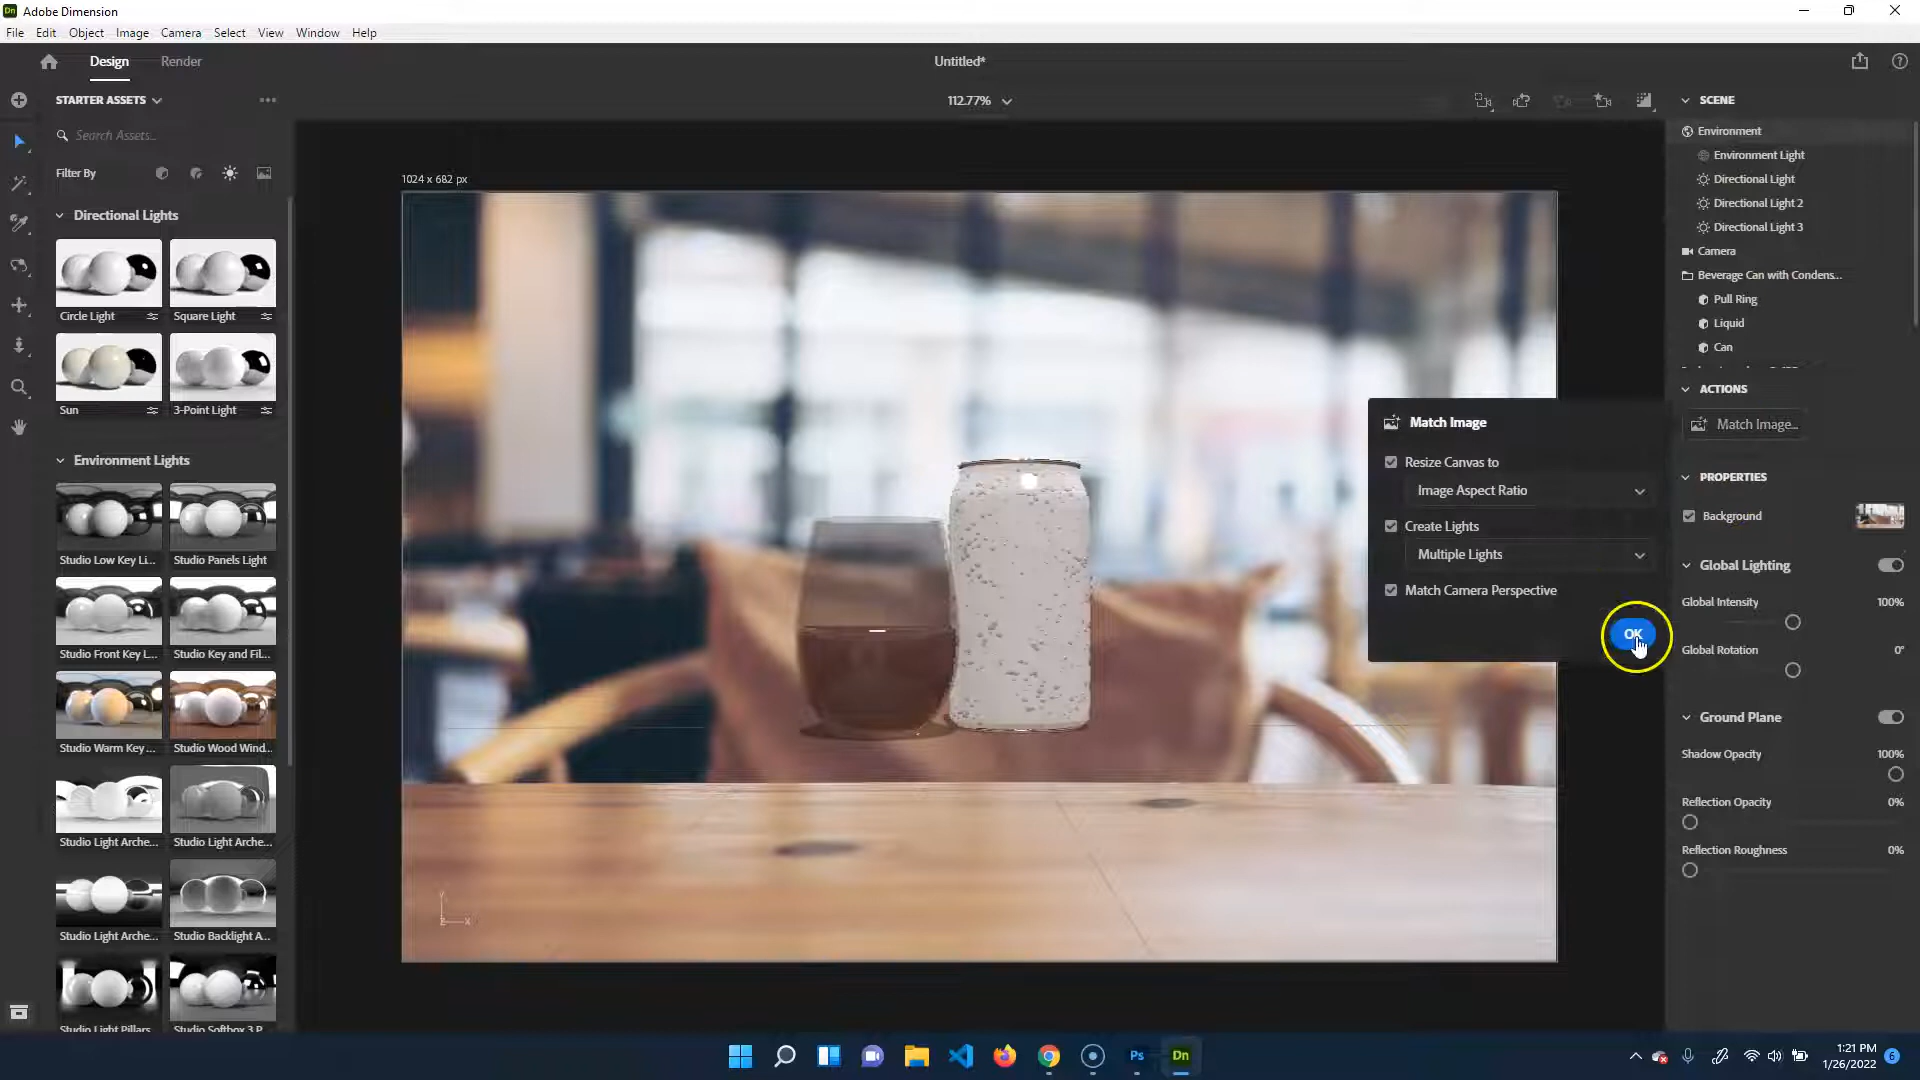 Dn Adobe Dimension
File Edit Object Image Camera Select View Window Help
Design Render Untitled*
STARTER ASSETS
112.77%
Search Assets...
Filter By
Directional Lights
Circle Light Square Light
Sun 3-Point Light
Environment Lights
Studio Low Key Li... Studio Panels Light
Studio Front Key L... Studio Key and Fil...
Studio Warm Key ... Studio Wood Wind...
Studio Light Arche... Studio Light Arche...
Studio Light Arche... Studio Backlight A...
Studio Light Pillars Studio Softbox 3 P
1024 x 682 px
Y
Z X
Match Image
Resize Canvas to
Image Aspect Ratio
Create Lights
Multiple Lights
Match Camera Perspective
OK
SCENE
Environment
Environment Light
Directional Light
Directional Light 2
Directional Light 3
Camera
Beverage Can with Condens...
Pull Ring
Liquid
Can
ACTIONS
Match Image...
PROPERTIES
Background
Global Lighting
Global Intensity 100%
Global Rotation 0°
Ground Plane
Shadow Opacity 100%
Reflection Opacity 0%
Reflection Roughness 0%
Ps Dn
1:21 PM
1/26/2022 6